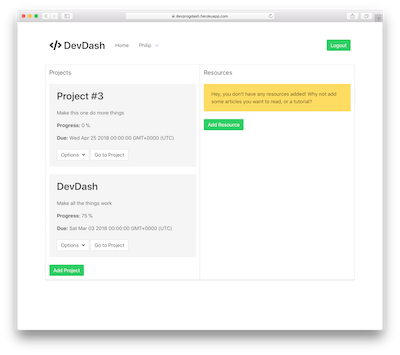 devprogdash.herokuapp.com
</> DevDash
Home
Philip
Logout
Projects
Project #3
Make this one do more things
Progress: 0 %
Due: Wed Apr 25 2018 00:00:00 GMT+0000 (UTC)
Options
Go to Project
DevDash
Make all the things work
Progress: 75 %
Due: Sat Mar 03 2018 00:00:00 GMT+0000 (UTC)
Options
Go to Project
Add Project
Resources
Hey, you don't have any resources added! Why not add
some articles you want to read, or a tutorial?
Add Resource